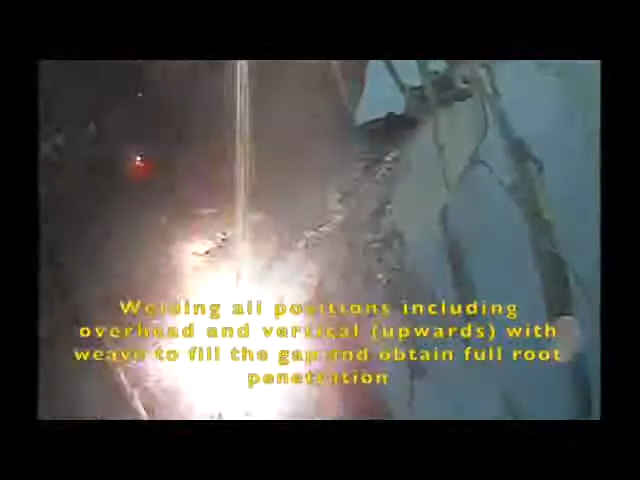 Welding all positions including
overhead and vertical (upwards) with
weave to fill the gap and obtain full root
penetration